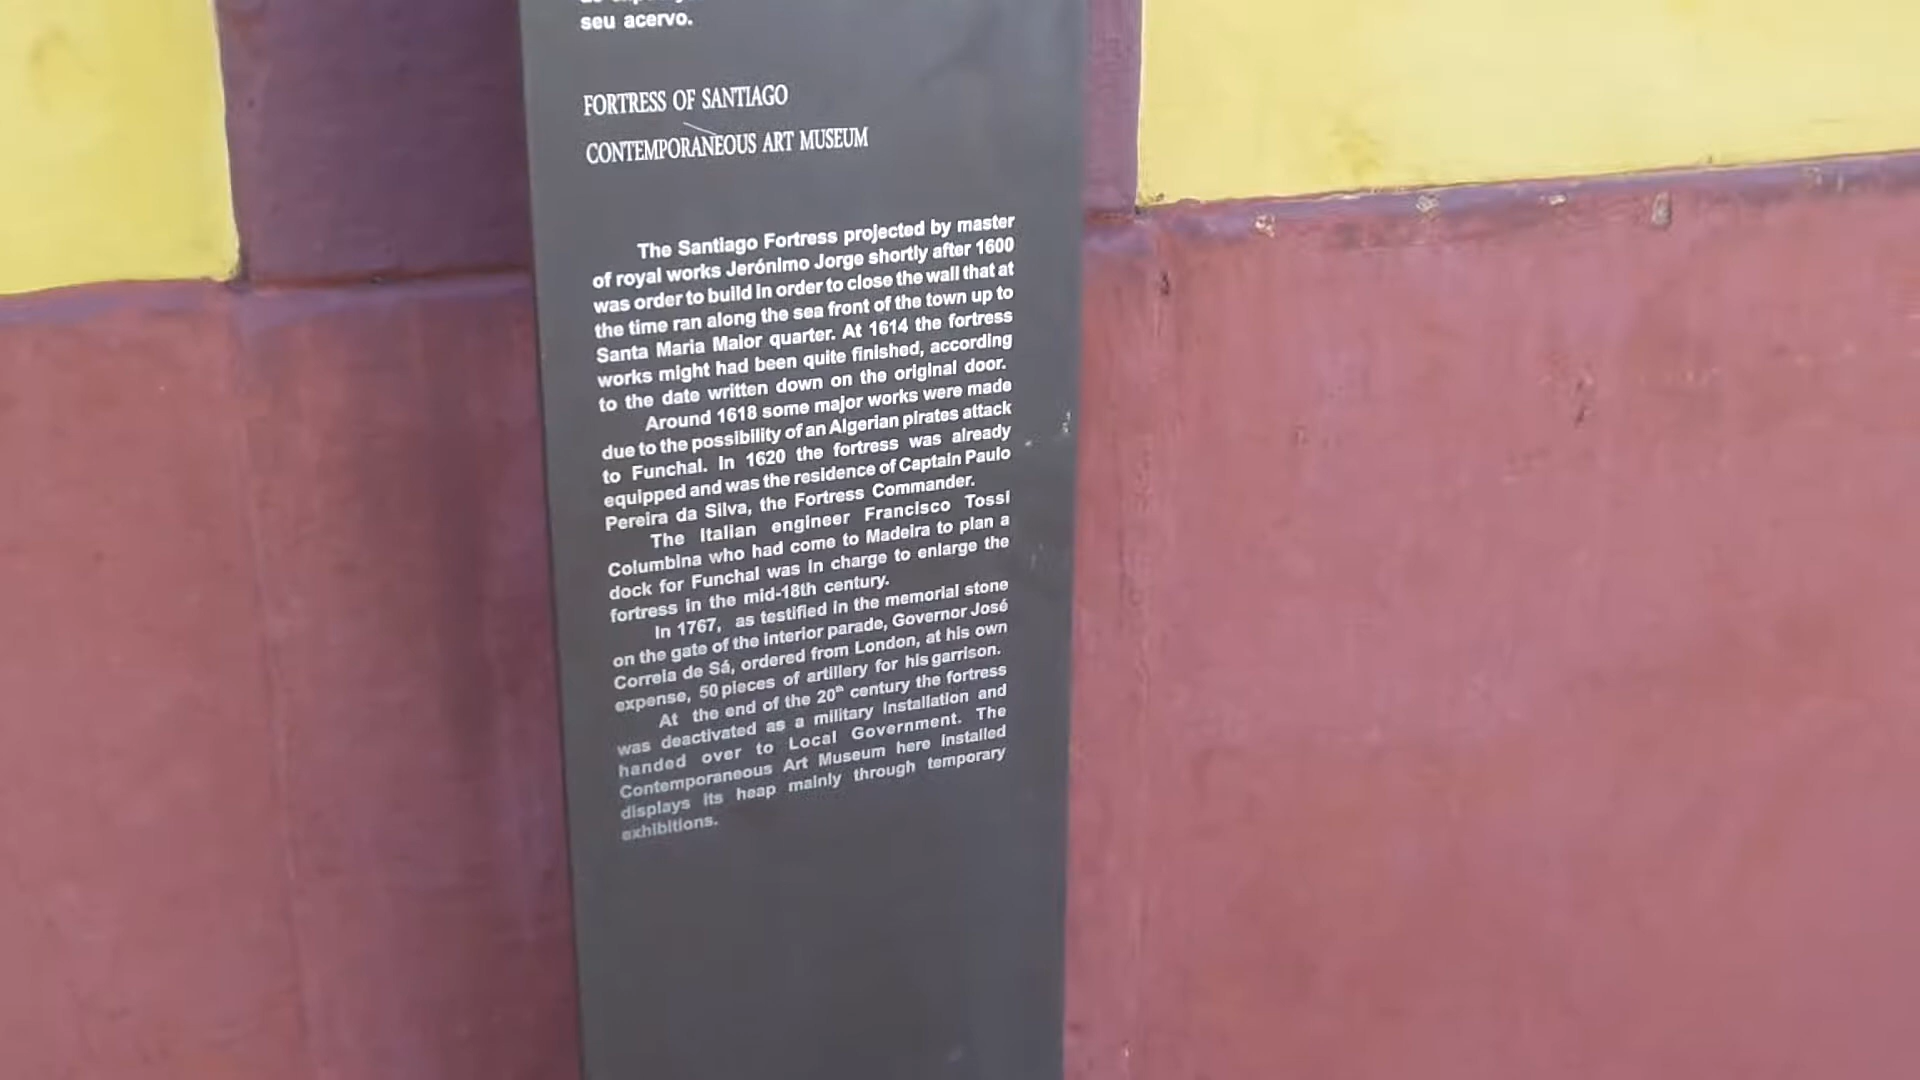 seu acervo.
FORTRESS OF SANTIAGO
CONTEMPORANEOUS ART MUSEUM
The Santiago Fortress projected by master
of royal works Jerónimo Jorge shortly after 1600
was order to build in order to close the wall that at
the time ran along the sea front of the town up to
Santa Maria Maior quarter. At 1614 the fortress
works might had been quite finished, according
to the date written down on the original door.
Around 1618 some major works were made
due to the possibility of an Algerian pirates attack
to Funchal. In 1620 the fortress was already
equipped and was the residence of Captain Paulo
Pereira da Silva, the Fortress Commander.
The Italian engineer Francisco Tossi
Columbina who had come to Madeira to plan a
dock for Funchal was in charge to enlarge the
fortress in the mid-18th century.
In 1767, as testified in the memorial stone
on the gate of the interior parade, Governor José
Correia de Sá, ordered from London, at his own
expense, 50 pieces of artillery for his garrison.
At the end of the 20th century the fortress
was deactivated as a military installation and
handed over to Local Government. The
Contemporaneous Art Museum here installed
displays its heap mainly through temporary
exhibitions.